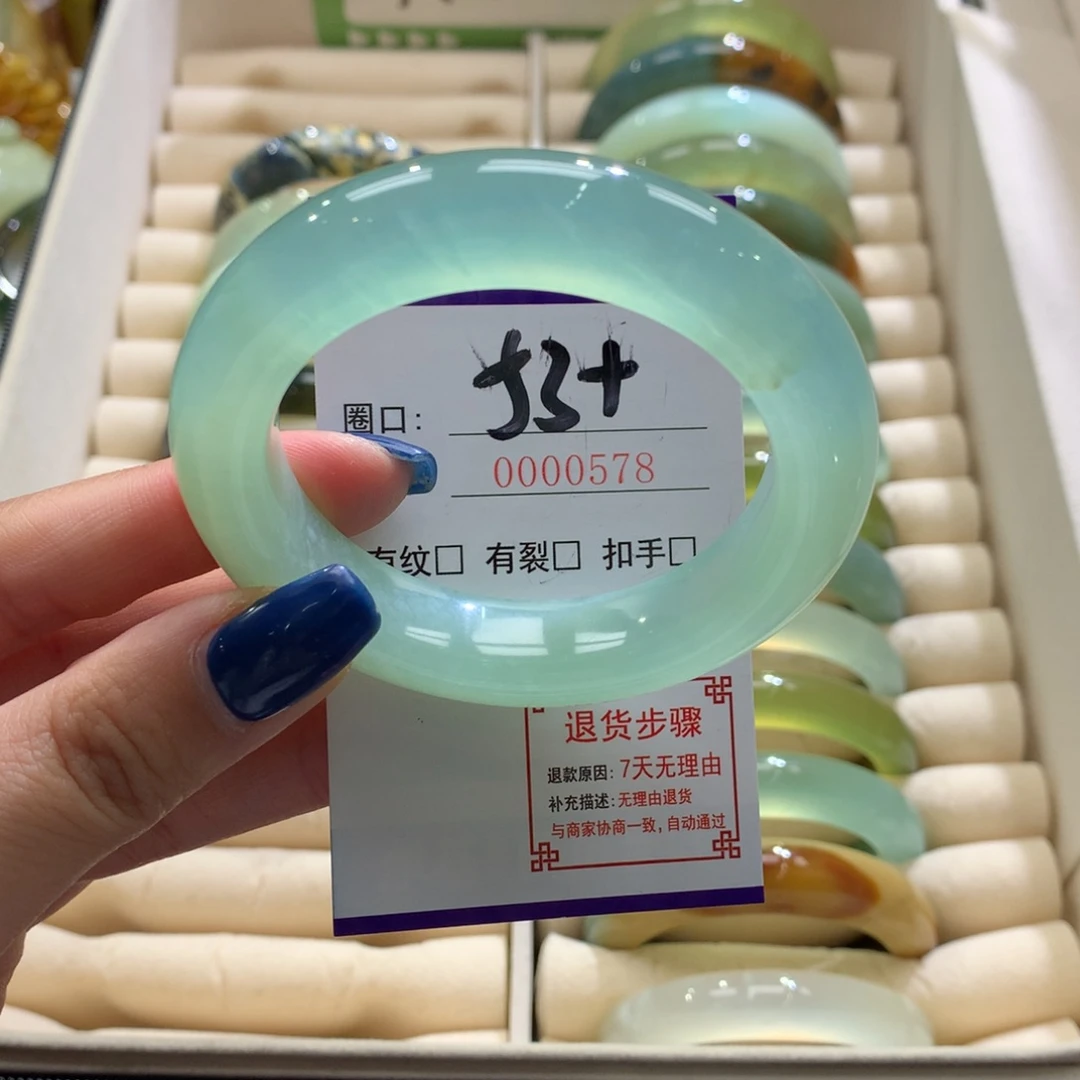 圈口: 53+
0000578
有纹□ 有裂□ 扣手□
退货步骤
退款原因: 7天无理由
补充描述: 无理由退货
与商家协商一致, 自动通过